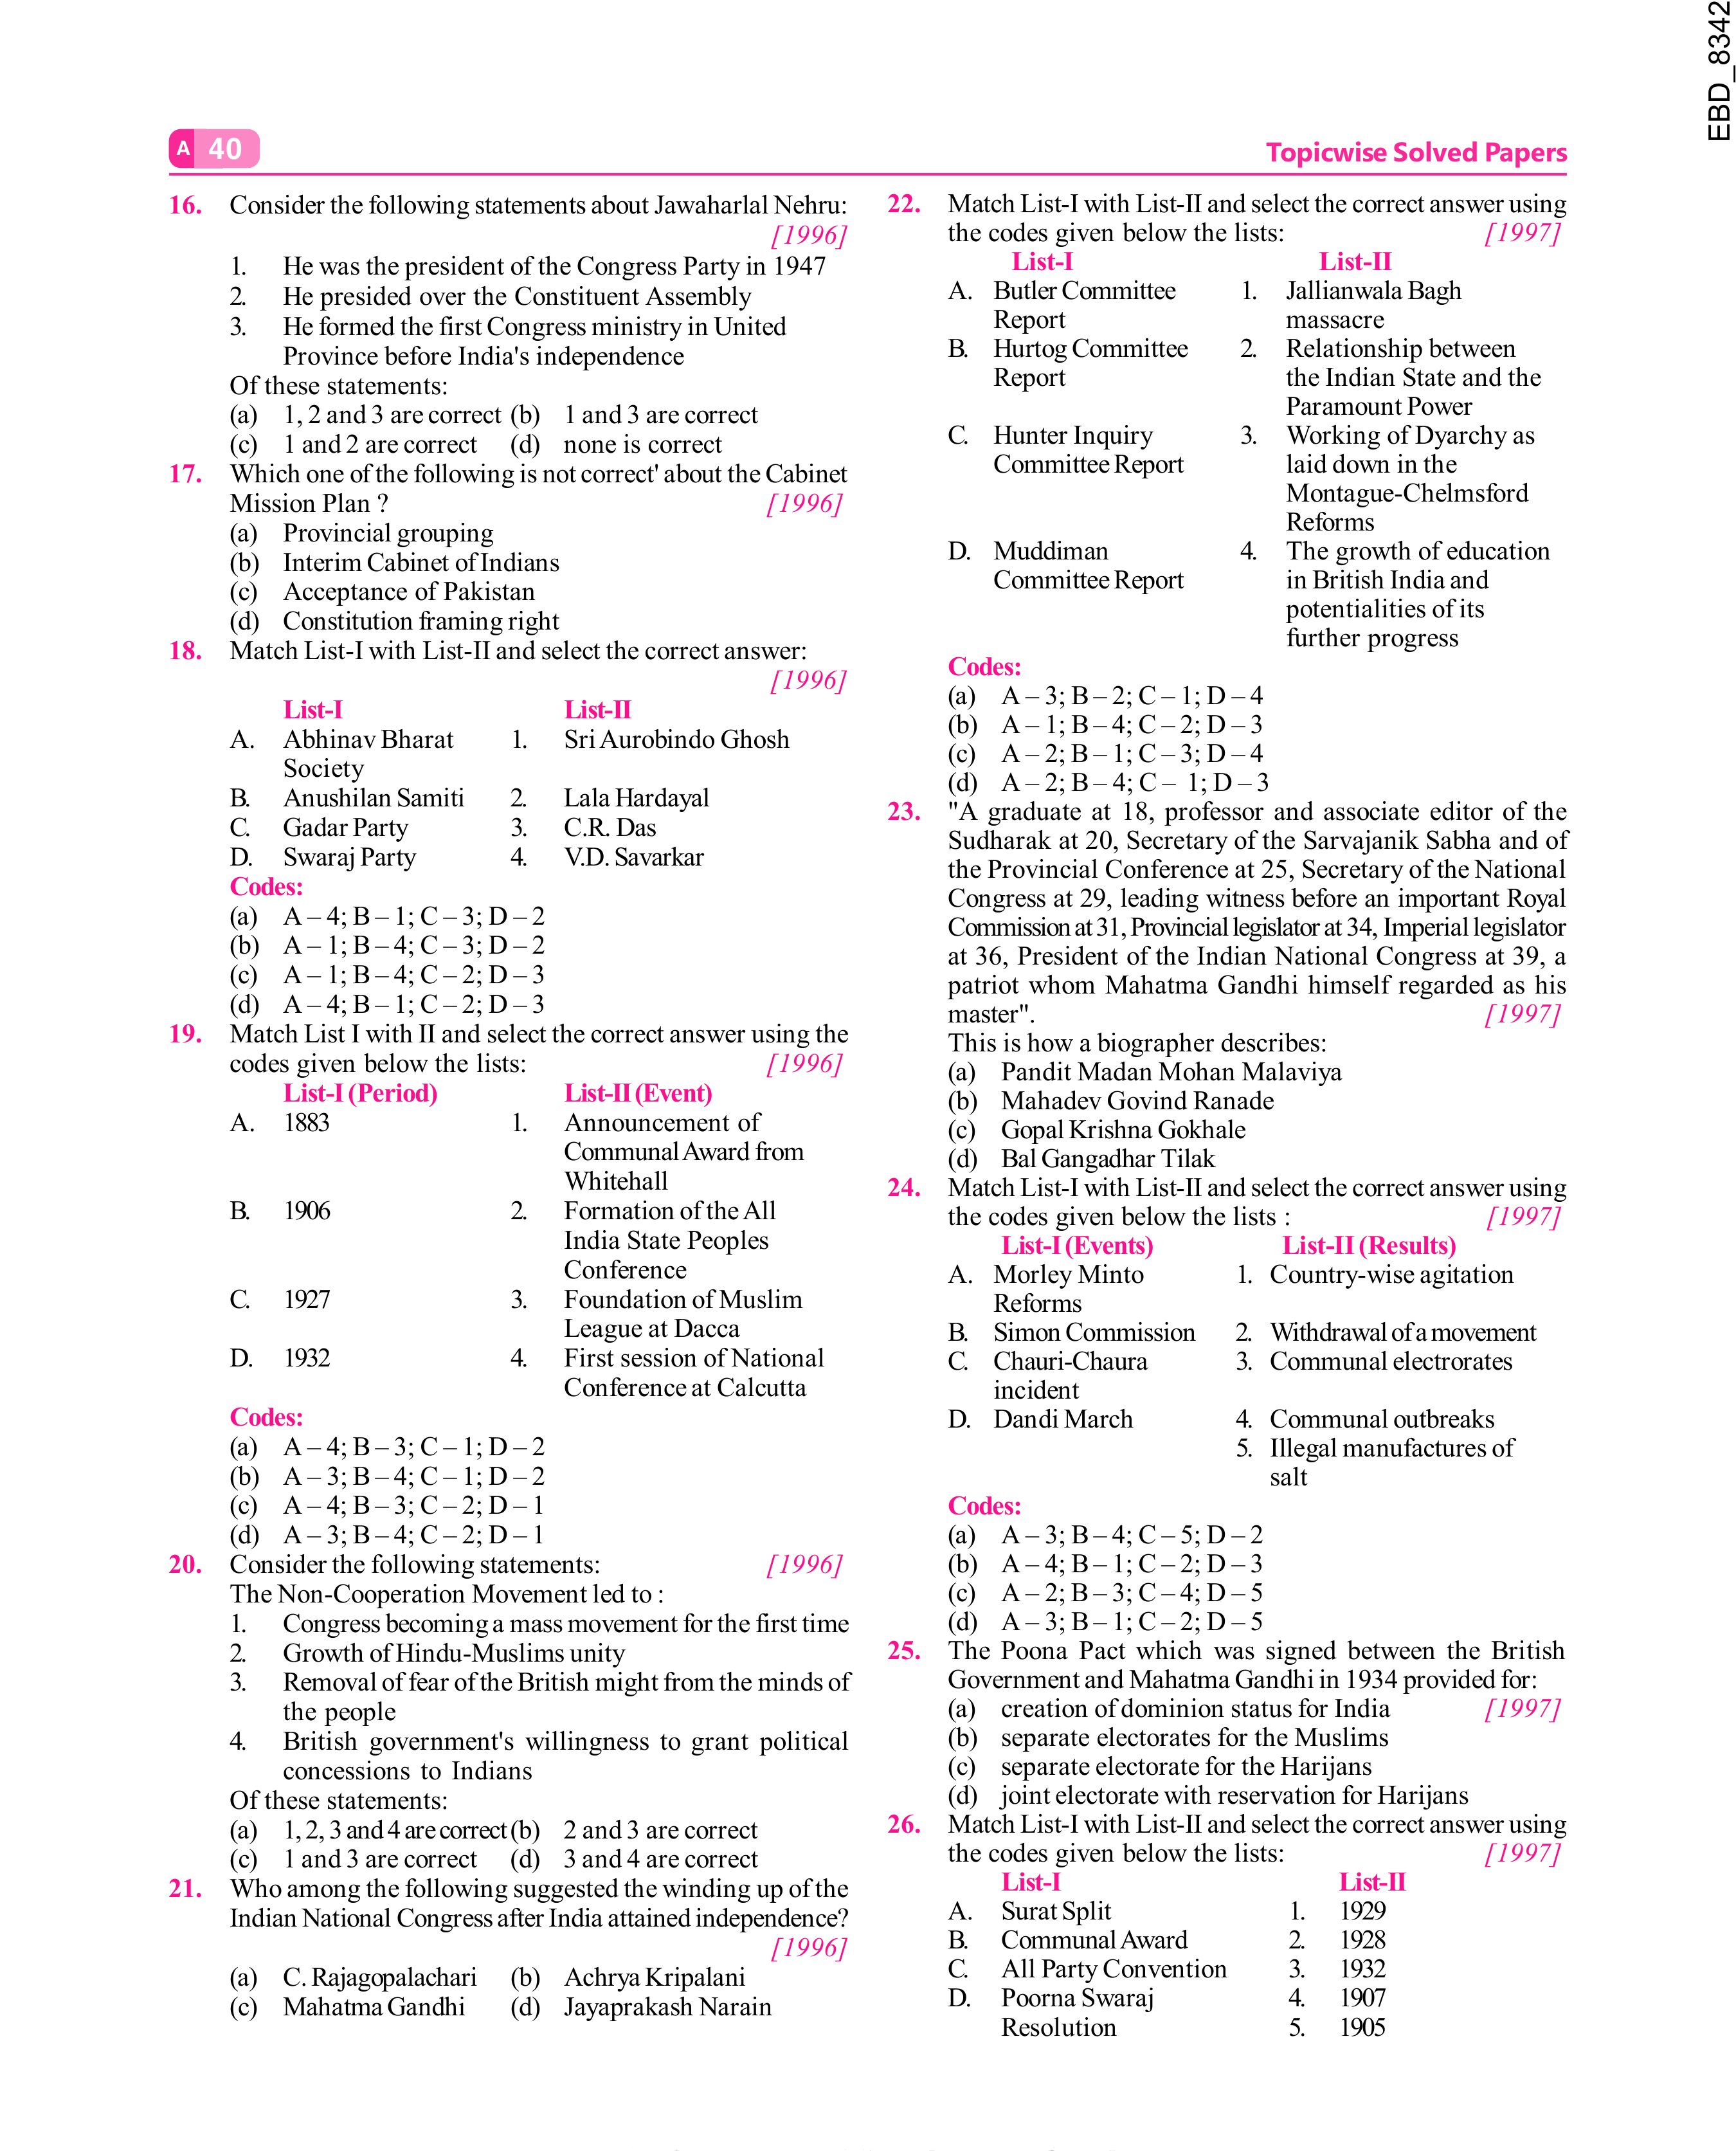 EBD_8342
A 40
Topicwise Solved Papers
16. Consider the following statements about Jawaharlal Nehru:
[1996]
1. He was the president of the Congress Party in 1947
2. He presided over the Constituent Assembly
3. He formed the first Congress ministry in United
Province before India's independence
Of these statements:
(a) 1, 2 and 3 are correct (b) 1 and 3 are correct
(c) 1 and 2 are correct (d) none is correct
17. Which one of the following is not correct' about the Cabinet
Mission Plan ? [1996]
(a) Provincial grouping
(b) Interim Cabinet of Indians
(c) Acceptance of Pakistan
(d) Constitution framing right
18. Match List-I with List-II and select the correct answer:
[1996]
List-I List-II
A. Abhinav Bharat 1. Sri Aurobindo Ghosh
Society
B. Anushilan Samiti 2. Lala Hardayal
C. Gadar Party 3. C.R. Das
D. Swaraj Party 4. V.D. Savarkar
Codes:
(a) A – 4; B – 1; C – 3; D – 2
(b) A – 1; B – 4; C – 3; D – 2
(c) A – 1; B – 4; C – 2; D – 3
(d) A – 4; B – 1; C – 2; D – 3
19. Match List I with II and select the correct answer using the
codes given below the lists: [1996]
List-I (Period) List-II (Event)
A. 1883 1. Announcement of
Communal Award from
Whitehall
B. 1906 2. Formation of the All
India State Peoples
Conference
C. 1927 3. Foundation of Muslim
League at Dacca
D. 1932 4. First session of National
Conference at Calcutta
Codes:
(a) A – 4; B – 3; C – 1; D – 2
(b) A – 3; B – 4; C – 1; D – 2
(c) A – 4; B – 3; C – 2; D – 1
(d) A – 3; B – 4; C – 2; D – 1
20. Consider the following statements: [1996]
The Non-Cooperation Movement led to :
1. Congress becoming a mass movement for the first time
2. Growth of Hindu-Muslims unity
3. Removal of fear of the British might from the minds of
the people
4. British government's willingness to grant political
concessions to Indians
Of these statements:
(a) 1, 2, 3 and 4 are correct (b) 2 and 3 are correct
(c) 1 and 3 are correct (d) 3 and 4 are correct
21. Who among the following suggested the winding up of the
Indian National Congress after India attained independence?
[1996]
(a) C. Rajagopalachari (b) Achrya Kripalani
(c) Mahatma Gandhi (d) Jayaprakash Narain
22. Match List-I with List-II and select the correct answer using
the codes given below the lists: [1997]
List-I List-II
A. Butler Committee 1. Jallianwala Bagh
Report massacre
B. Hurtog Committee 2. Relationship between
Report the Indian State and the
Paramount Power
C. Hunter Inquiry 3. Working of Dyarchy as
Committee Report laid down in the
Montague-Chelmsford
Reforms
D. Muddiman 4. The growth of education
Committee Report in British India and
potentialities of its
further progress
Codes:
(a) A – 3; B – 2; C – 1; D – 4
(b) A – 1; B – 4; C – 2; D – 3
(c) A – 2; B – 1; C – 3; D – 4
(d) A – 2; B – 4; C – 1; D – 3
23. "A graduate at 18, professor and associate editor of the
Sudharak at 20, Secretary of the Sarvajanik Sabha and of
the Provincial Conference at 25, Secretary of the National
Congress at 29, leading witness before an important Royal
Commission at 31, Provincial legislator at 34, Imperial legislator
at 36, President of the Indian National Congress at 39, a
patriot whom Mahatma Gandhi himself regarded as his
master". [1997]
This is how a biographer describes:
(a) Pandit Madan Mohan Malaviya
(b) Mahadev Govind Ranade
(c) Gopal Krishna Gokhale
(d) Bal Gangadhar Tilak
24. Match List-I with List-II and select the correct answer using
the codes given below the lists : [1997]
List-I (Events) List-II (Results)
A. Morley Minto 1. Country-wise agitation
Reforms
B. Simon Commission 2. Withdrawal of a movement
C. Chauri-Chaura 3. Communal electrorates
incident
D. Dandi March 4. Communal outbreaks
5. Illegal manufactures of
salt
Codes:
(a) A – 3; B – 4; C – 5; D – 2
(b) A – 4; B – 1; C – 2; D – 3
(c) A – 2; B – 3; C – 4; D – 5
(d) A – 3; B – 1; C – 2; D – 5
25. The Poona Pact which was signed between the British
Government and Mahatma Gandhi in 1934 provided for:
(a) creation of dominion status for India [1997]
(b) separate electorates for the Muslims
(c) separate electorate for the Harijans
(d) joint electorate with reservation for Harijans
26. Match List-I with List-II and select the correct answer using
the codes given below the lists: [1997]
List-I List-II
A. Surat Split 1. 1929
B. Communal Award 2. 1928
C. All Party Convention 3. 1932
D. Poorna Swaraj 4. 1907
Resolution 5. 1905